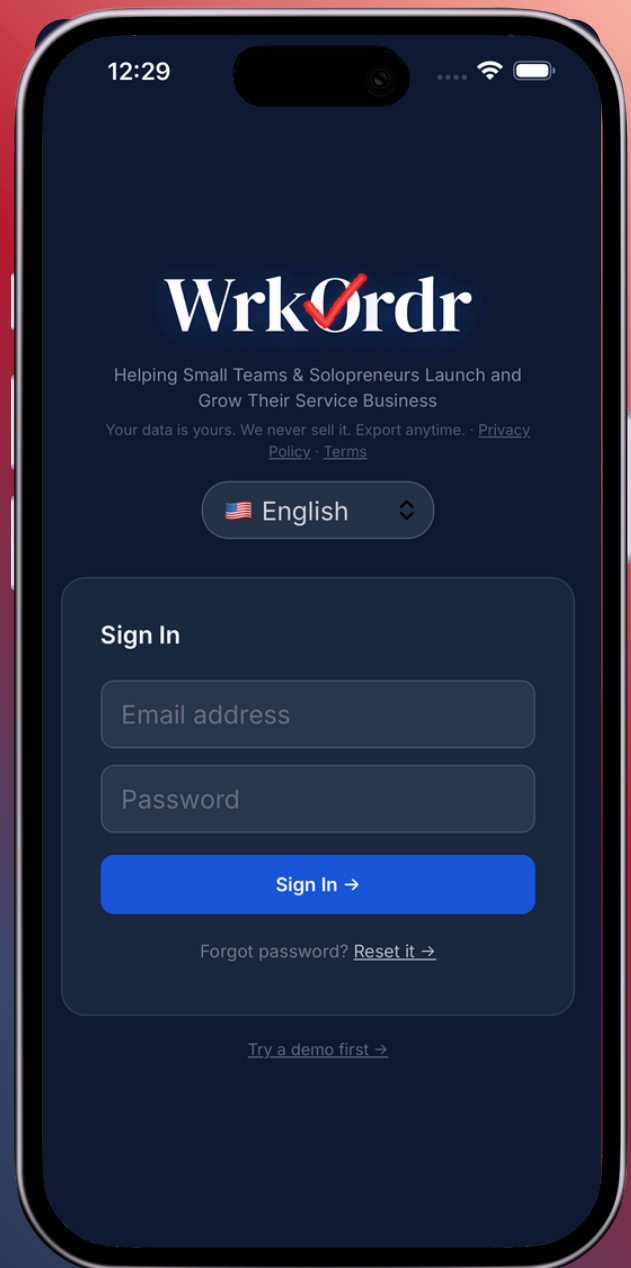 12:29
WrkOrdr
Helping Small Teams & Solopreneurs Launch and
Grow Their Service Business
Your data is yours. We never sell it. Export anytime. · Privacy
Policy · Terms
🇺🇸 English
Sign In
Email address
Password
Sign In →
Forgot password? Reset it →
Try a demo first →